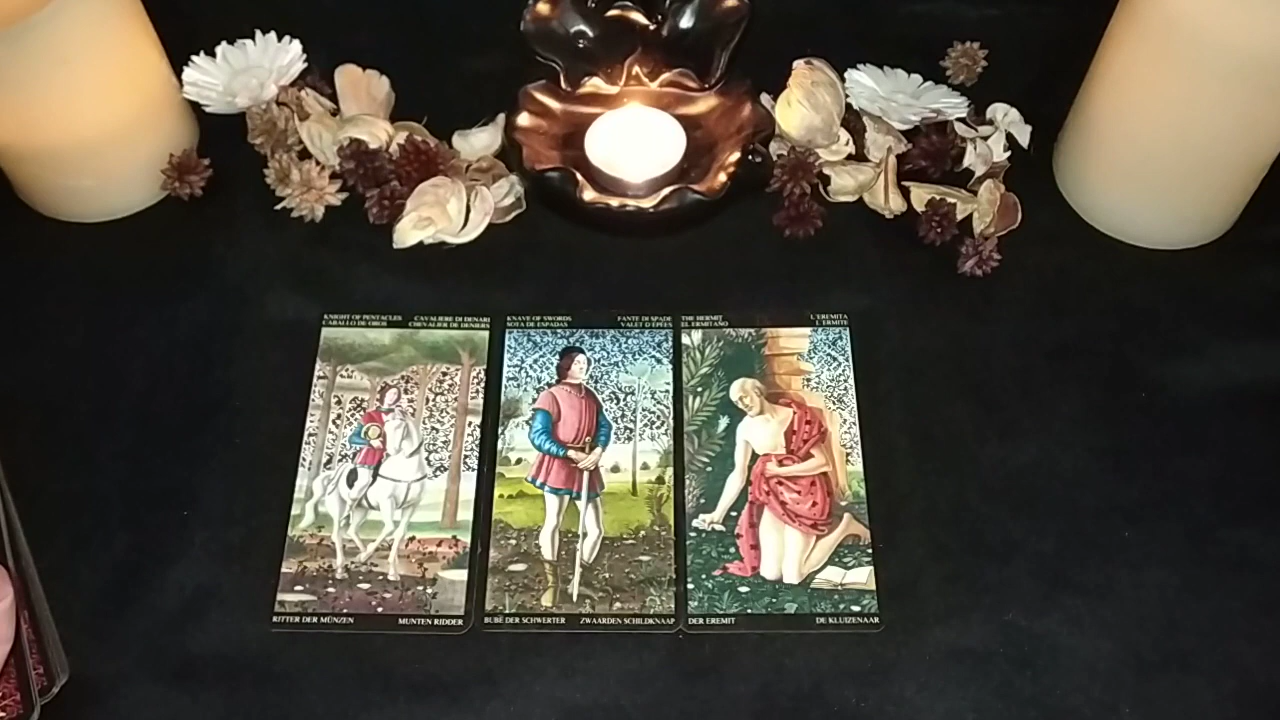 KNIGHT OF PENTACLES CAVALIERE DI DENARI
CABALLO DE OROS CHEVALIER DE DENIERS
RITTER DER MÜNZEN MUNTEN RIDDER
KNAVE OF SWORDS FANTE DI SPADE
SOTA DE ESPADAS VALET D'EPÉES
BUBE DER SCHWERTER ZWAARDEN SCHILDKNAAP
THE HERMIT L'EREMITA
EL ERMITAÑO L'ERMITE
DER EREMIT DE KLUIZENAAR